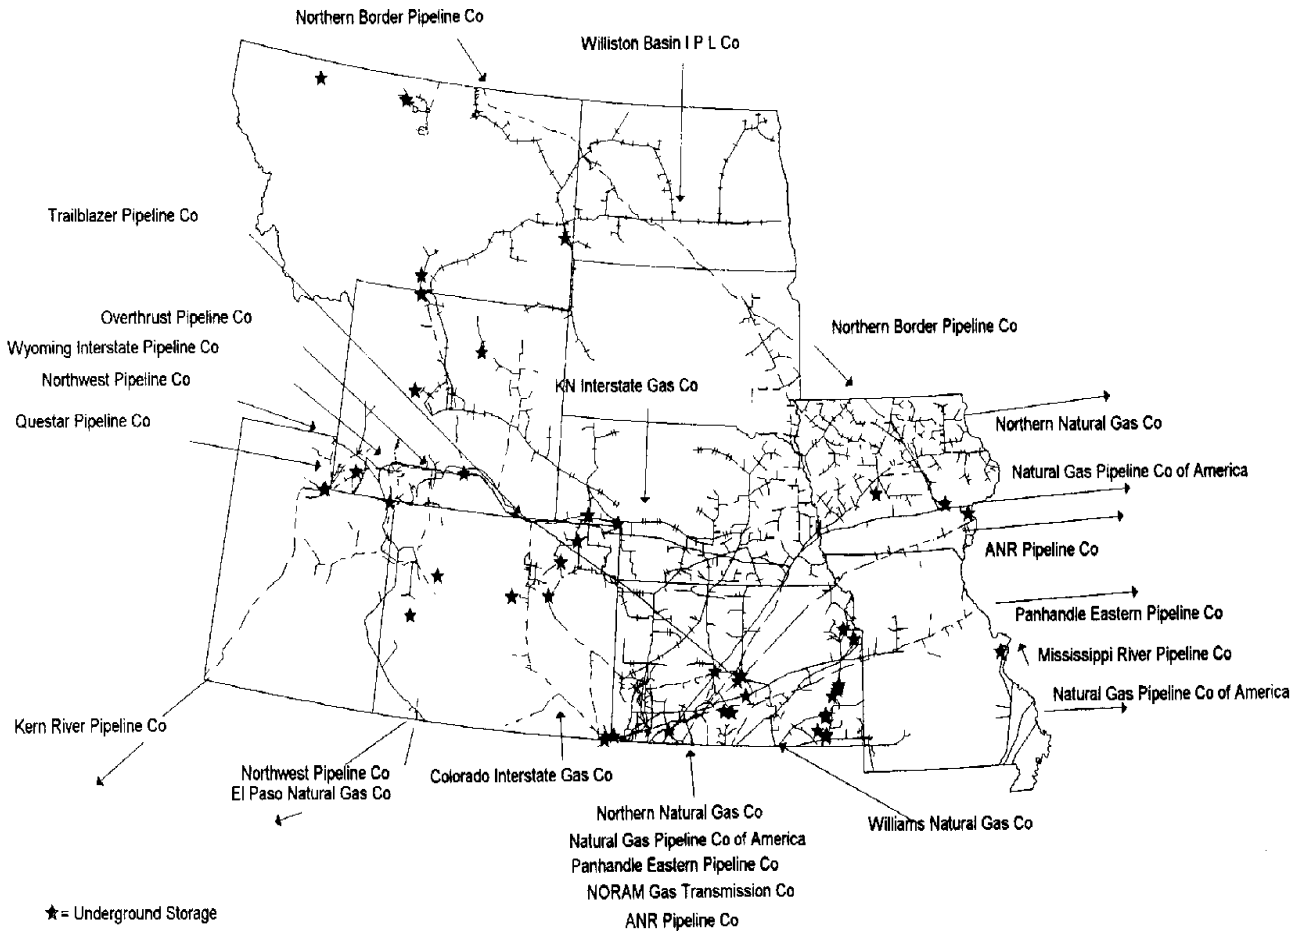 Northern Border Pipeline Co
Williston Basin I P L Co
Trailblazer Pipeline Co
Overthrust Pipeline Co
Northern Border Pipeline Co
Wyoming Interstate Pipeline Co
Northwest Pipeline Co
KN Interstate Gas Co
Questar Pipeline Co
Northern Natural Gas Co
Natural Gas Pipeline Co of America
ANR Pipeline Co
Panhandle Eastern Pipeline Co
Mississippi River Pipeline Co
Natural Gas Pipeline Co of America
Kern River Pipeline Co
Northwest Pipeline Co
El Paso Natural Gas Co
Colorado Interstate Gas Co
Northern Natural Gas Co
Williams Natural Gas Co
Natural Gas Pipeline Co of America
Panhandle Eastern Pipeline Co
NORAM Gas Transmission Co
ANR Pipeline Co
★= Underground Storage